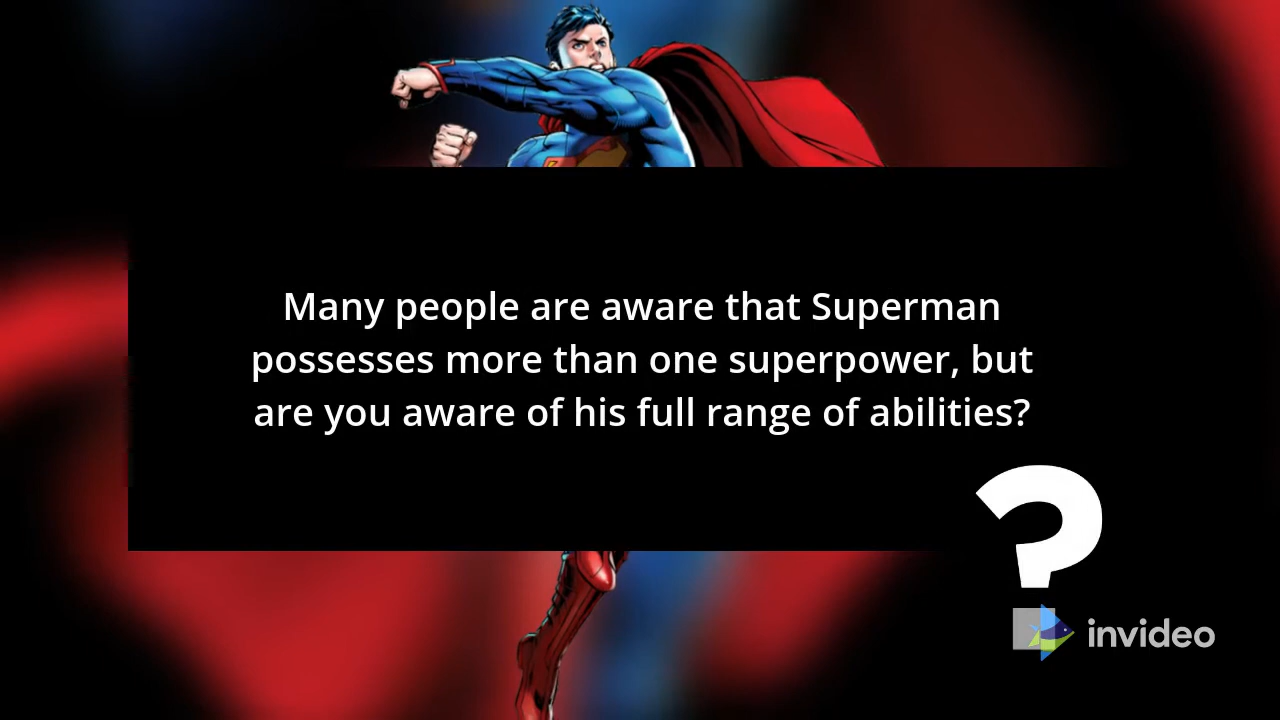 Many people are aware that Superman
possesses more than one superpower, but
are you aware of his full range of abilities?
?
invideo